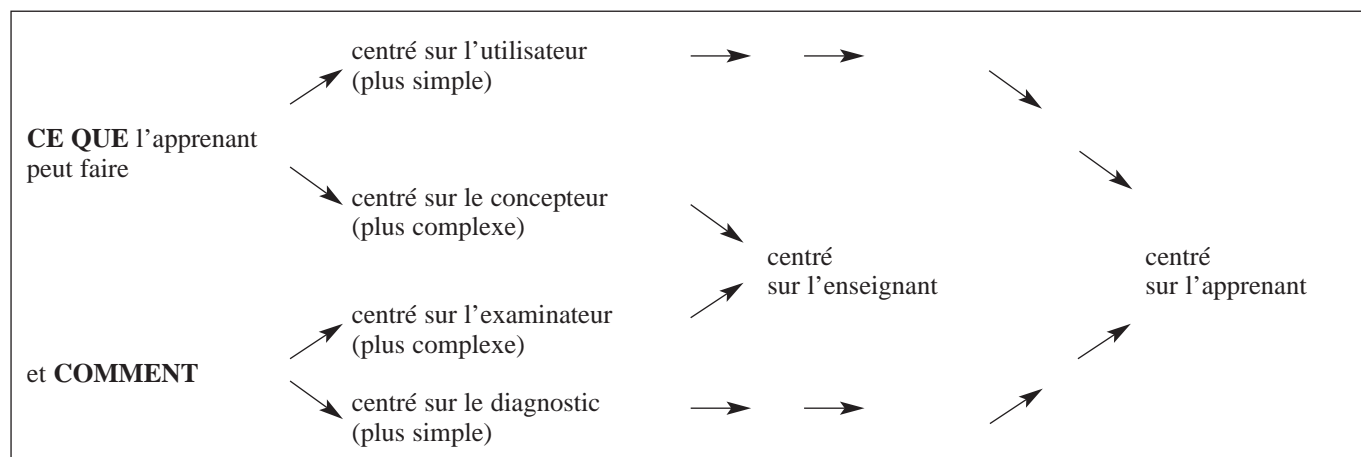 centré sur l’utilisateur
(plus simple)
CE QUE l’apprenant
peut faire
centré sur le concepteur
(plus complexe)
centré
sur l’enseignant
centré
sur l’apprenant
centré sur l’examinateur
(plus complexe)
et COMMENT
centré sur le diagnostic
(plus simple)